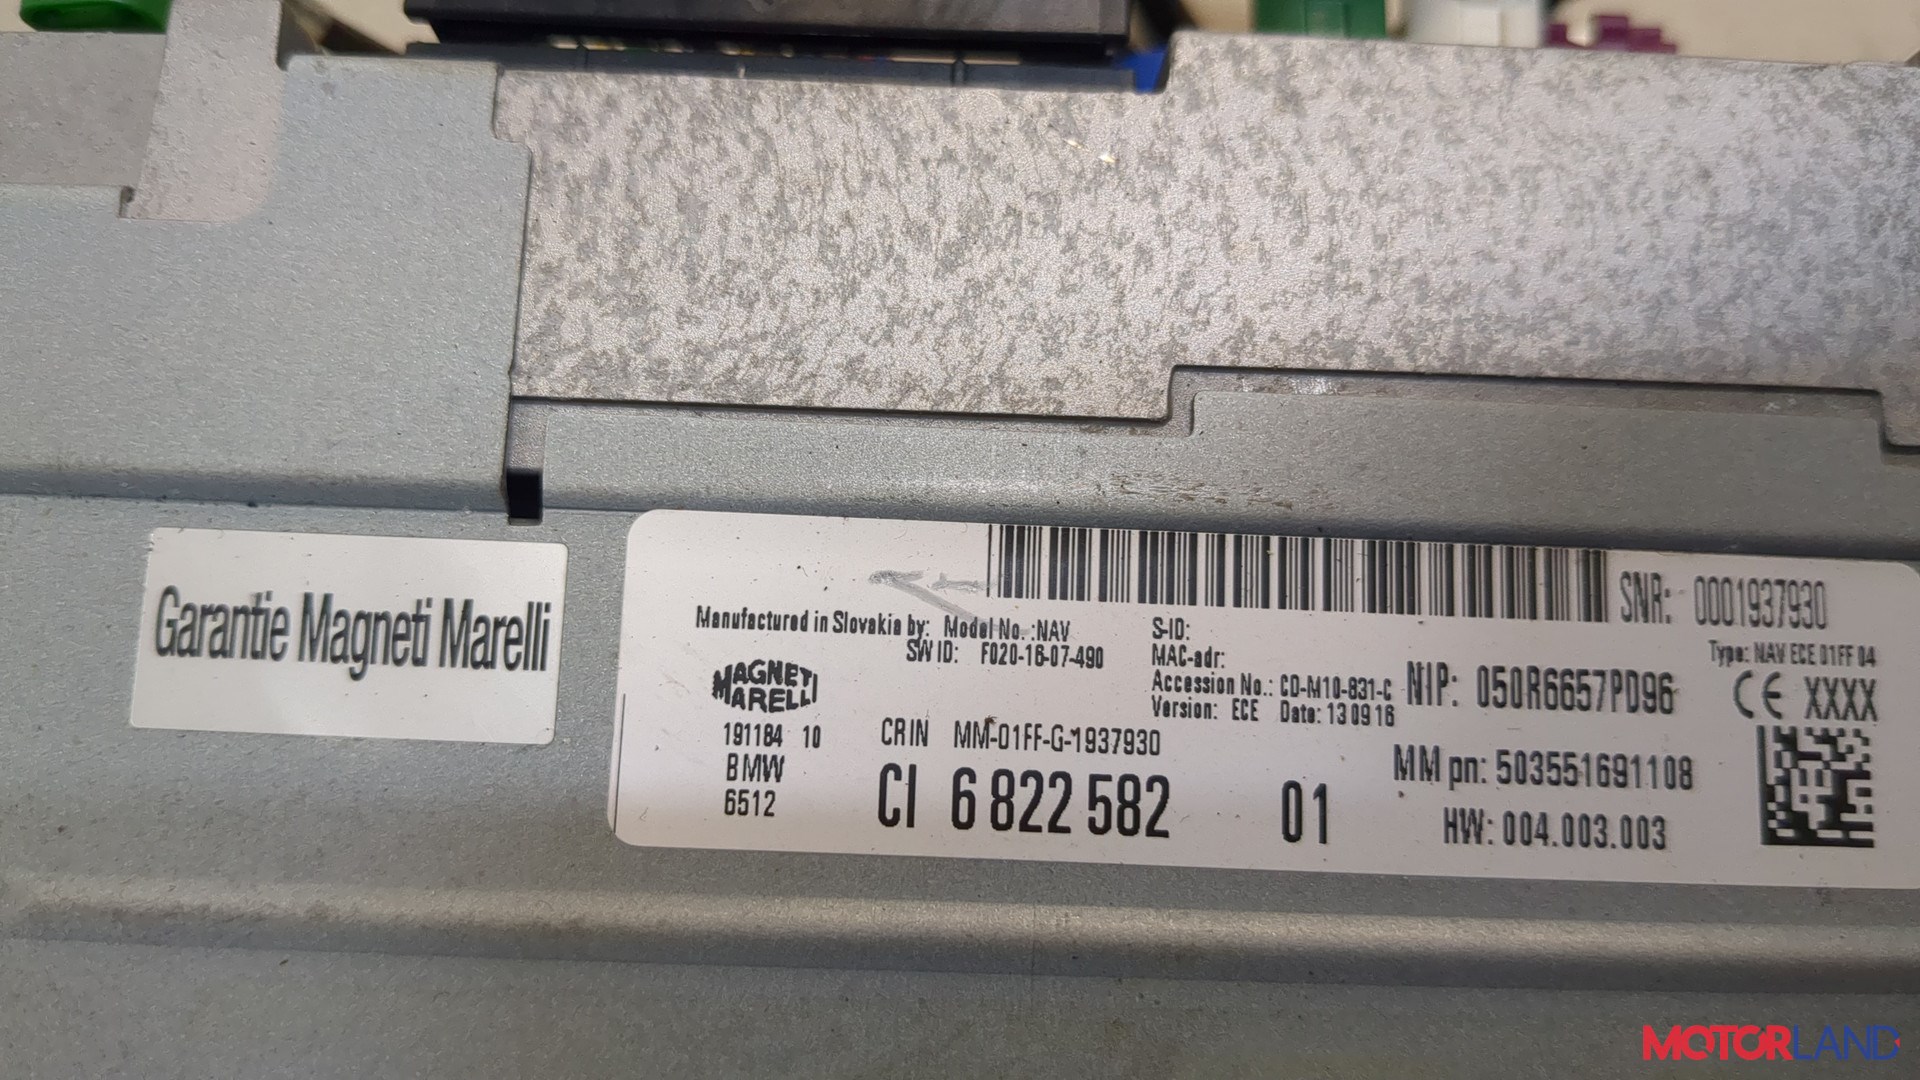 Garantie Magneti Marelli
SNR: 0001937930
Manufactured in Slovakia by: Model No. :NAV
SW ID: F020-16-07-490
S-ID:
MAC-adr:
Accession No.: CD-M10-831-C
Version: ECE Date: 130916
NIP: 050R6657PD96
Type: NAV ECE 01FF 04
CE XXXX
MAGNETI
MARELLI
191184 10
BMW
6512
CRIN MM-01FF-G-1937930
CI 6 822 582 01
MM pn: 503551691108
HW: 004.003.003
MOTORLAND